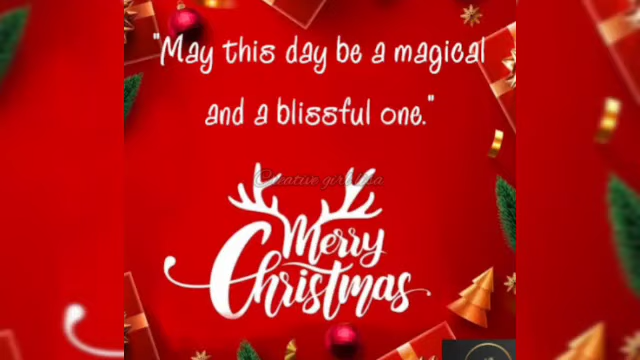 "May this day be a magical
and a blissful one."
Merry
Christmas